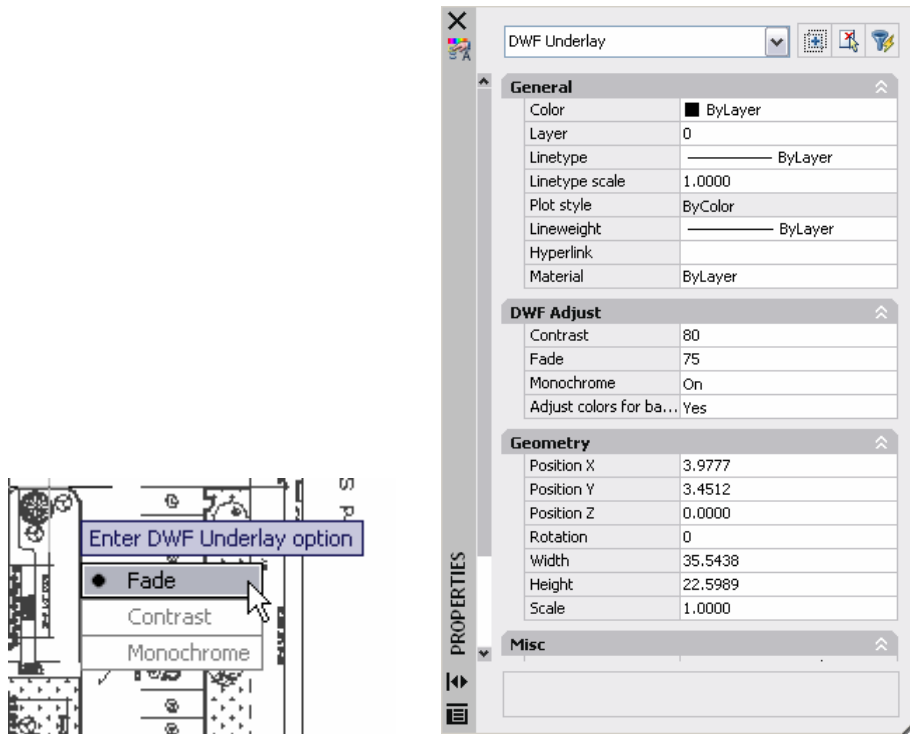 DWF Underlay
General
Color ByLayer
Layer 0
Linetype ByLayer
Linetype scale 1.0000
Plot style ByColor
Lineweight ByLayer
Hyperlink
Material ByLayer
DWF Adjust
Contrast 80
Fade 75
Monochrome On
Adjust colors for ba... Yes
Geometry
Position X 3.9777
Position Y 3.4512
Position Z 0.0000
Rotation 0
Width 35.5438
Height 22.5989
Scale 1.0000
Misc
PROPERTIES
Enter DWF Underlay option
Fade
Contrast
Monochrome